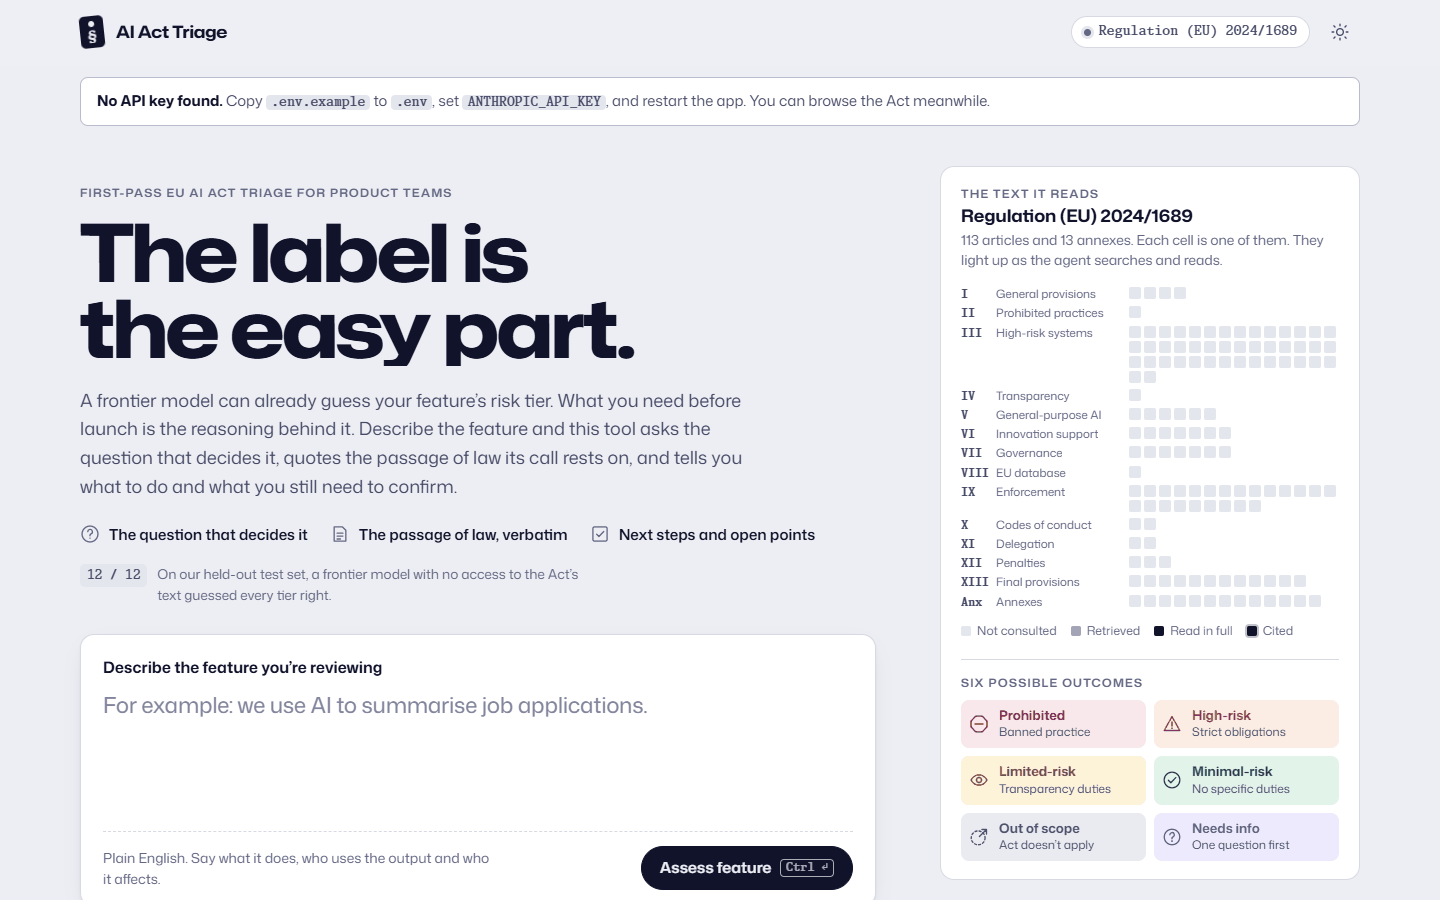 §
AI Act Triage
Regulation (EU) 2024/1689
No API key found. Copy .env.example to .env, set ANTHROPIC_API_KEY, and restart the app. You can browse the Act meanwhile.
FIRST-PASS EU AI ACT TRIAGE FOR PRODUCT TEAMS
The label is
the easy part.
A frontier model can already guess your feature's risk tier. What you need before
launch is the reasoning behind it. Describe the feature and this tool asks the
question that decides it, quotes the passage of law its call rests on, and tells you
what to do and what you still need to confirm.
The question that decides it
The passage of law, verbatim
Next steps and open points
12 / 12
On our held-out test set, a frontier model with no access to the Act's
text guessed every tier right.
Describe the feature you're reviewing
For example: we use AI to summarise job applications.
Plain English. Say what it does, who uses the output and who
it affects.
Assess feature Ctrl ↵
THE TEXT IT READS
Regulation (EU) 2024/1689
113 articles and 13 annexes. Each cell is one of them. They
light up as the agent searches and reads.
I General provisions
II Prohibited practices
III High-risk systems
IV Transparency
V General-purpose AI
VI Innovation support
VII Governance
VIII EU database
IX Enforcement
X Codes of conduct
XI Delegation
XII Penalties
XIII Final provisions
Anx Annexes
Not consulted
Retrieved
Read in full
Cited
SIX POSSIBLE OUTCOMES
Prohibited
Banned practice
High-risk
Strict obligations
Limited-risk
Transparency duties
Minimal-risk
No specific duties
Out of scope
Act doesn't apply
Needs info
One question first